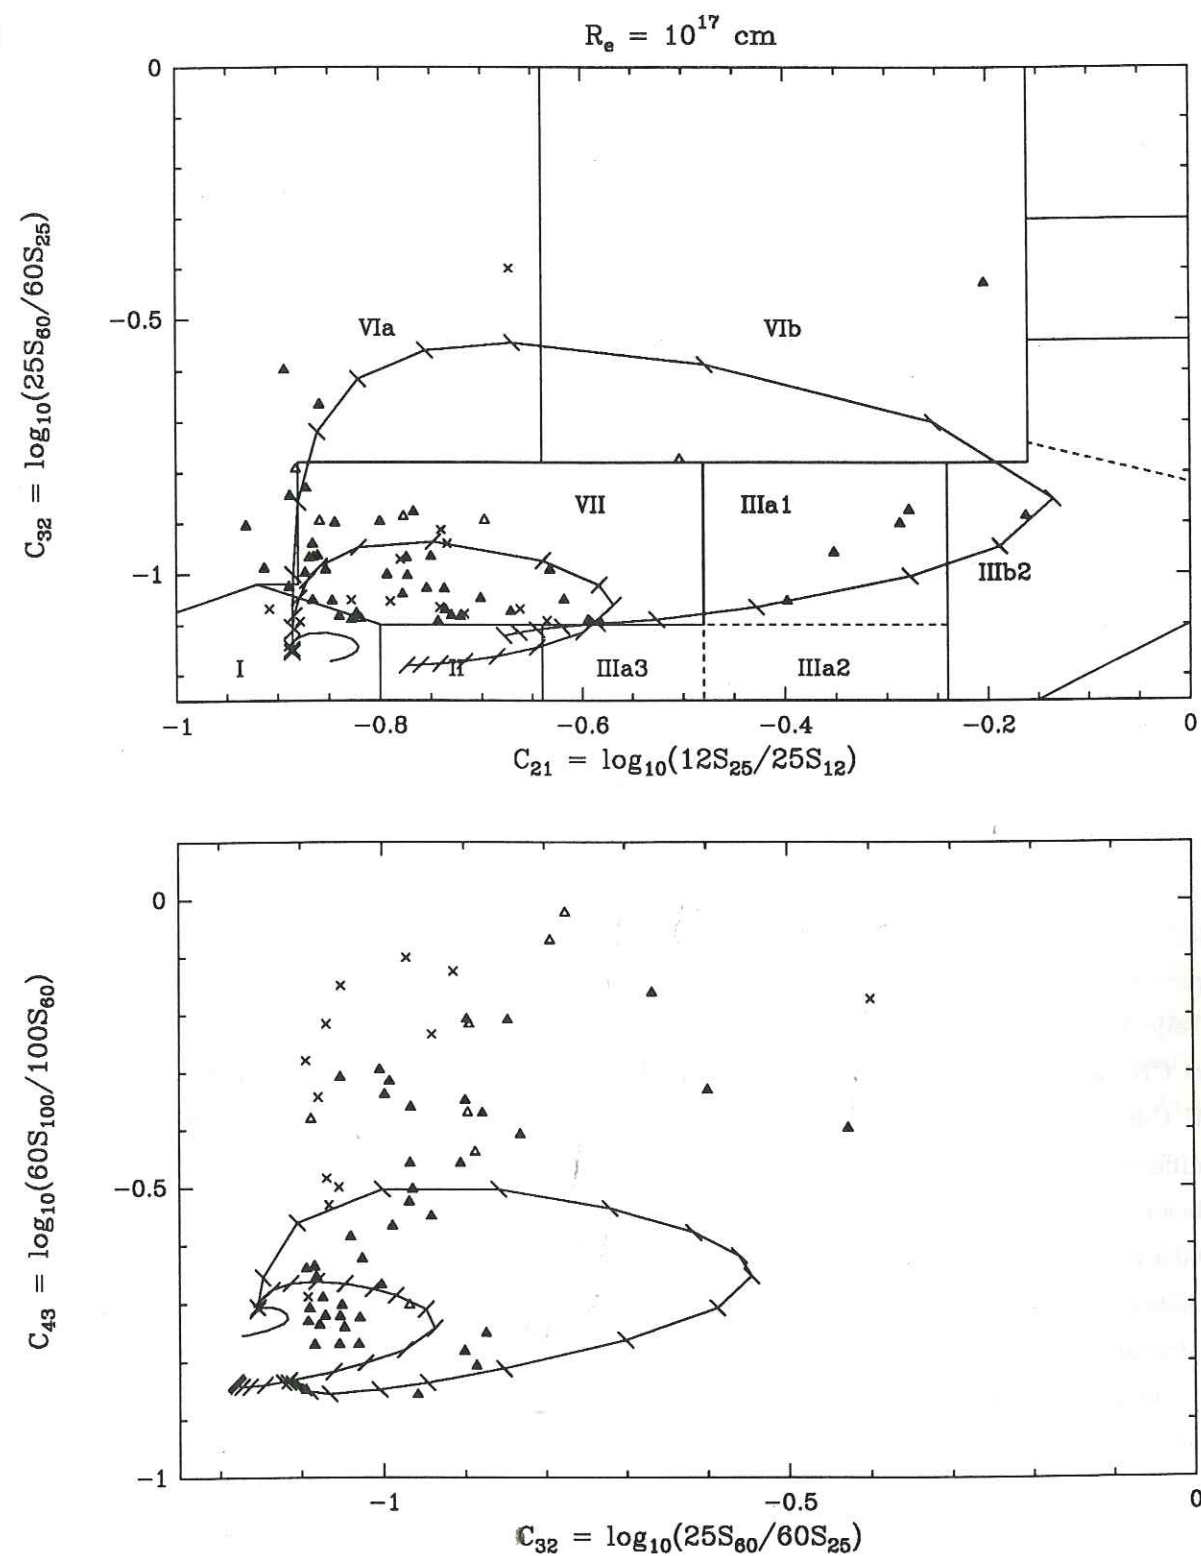 R_e = 10^17 cm
0
−0.5
−1
C_32 = log_10(25S_60/60S_25)
VIa
VIb
VII
IIIa1
IIIb2
I
II
IIIa3
IIIa2
−1 −0.8 −0.6 −0.4 −0.2 0
C_21 = log_10(12S_25/25S_12)
0
−0.5
−1
C_43 = log_10(60S_100/100S_60)
−1 −0.5 0
C_32 = log_10(25S_60/60S_25)